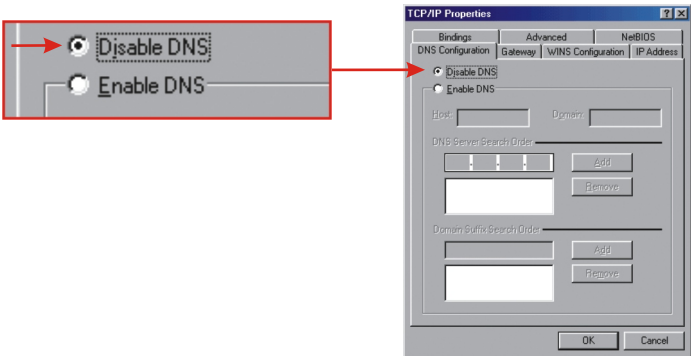 Disable DNS
Enable DNS
TCP/IP Properties
Bindings Advanced NetBIOS
DNS Configuration Gateway WINS Configuration IP Address
Disable DNS
Enable DNS
Host: Domain:
DNS Server Search Order
Add
Remove
Domain Suffix Search Order
Add
Remove
OK Cancel